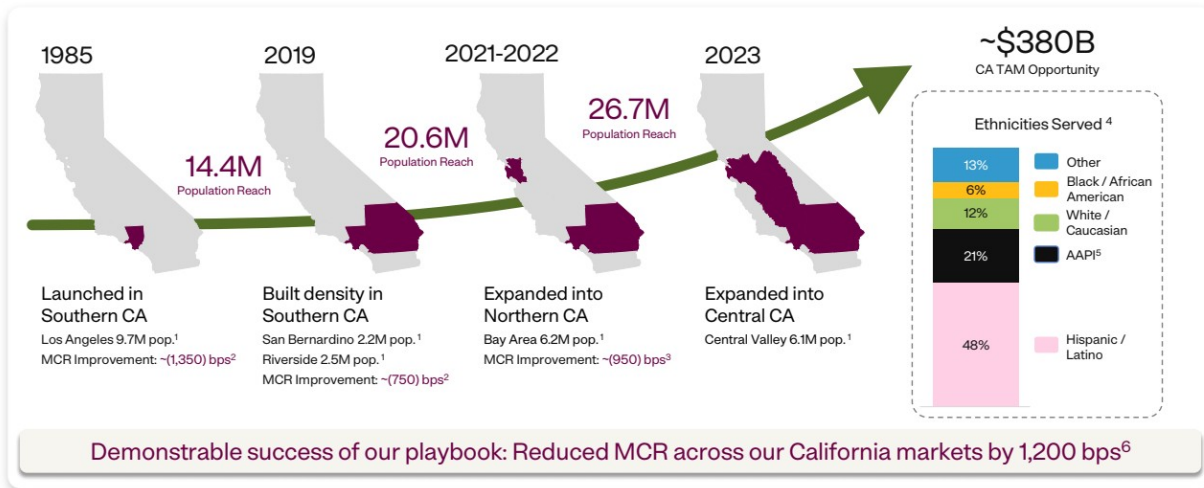 1985
2019
2021-2022
2023
~$380B
CA TAM Opportunity
14.4M
Population Reach
20.6M
Population Reach
26.7M
Population Reach
Launched in
Southern CA
Los Angeles 9.7M pop.¹
MCR Improvement: ~(1,350) bps²
Built density in
Southern CA
San Bernardino 2.2M pop.¹
Riverside 2.5M pop.¹
MCR Improvement: ~(750) bps²
Expanded into
Northern CA
Bay Area 6.2M pop.¹
MCR Improvement: ~(950) bps³
Expanded into
Central CA
Central Valley 6.1M pop.¹
Ethnicities Served ⁴
13%
Other
6%
Black / African
American
12%
White /
Caucasian
21%
AAPI⁵
48%
Hispanic /
Latino
Demonstrable success of our playbook: Reduced MCR across our California markets by 1,200 bps⁶